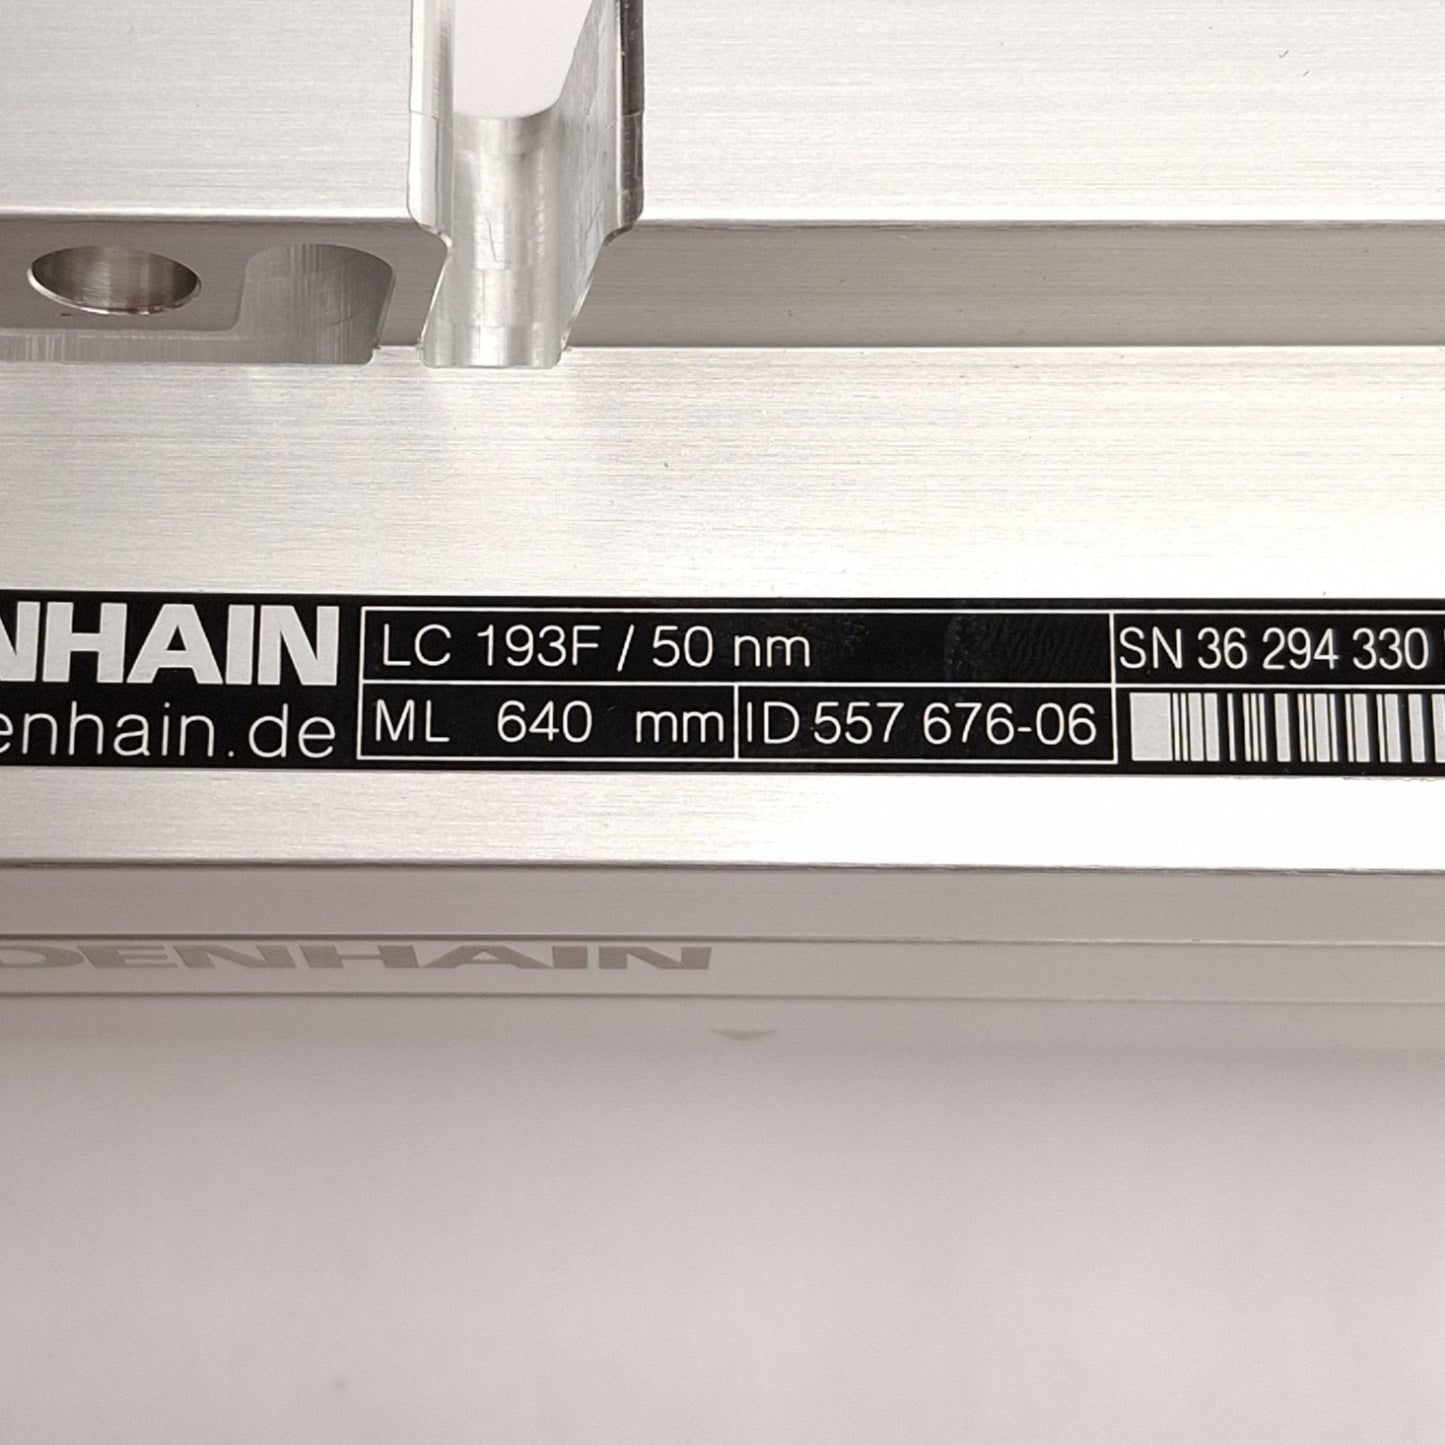 NHAIN
enhain.de
LC 193F / 50 nm
ML 640 mm
ID 557 676-06
SN 36 294 330
DENHAIN